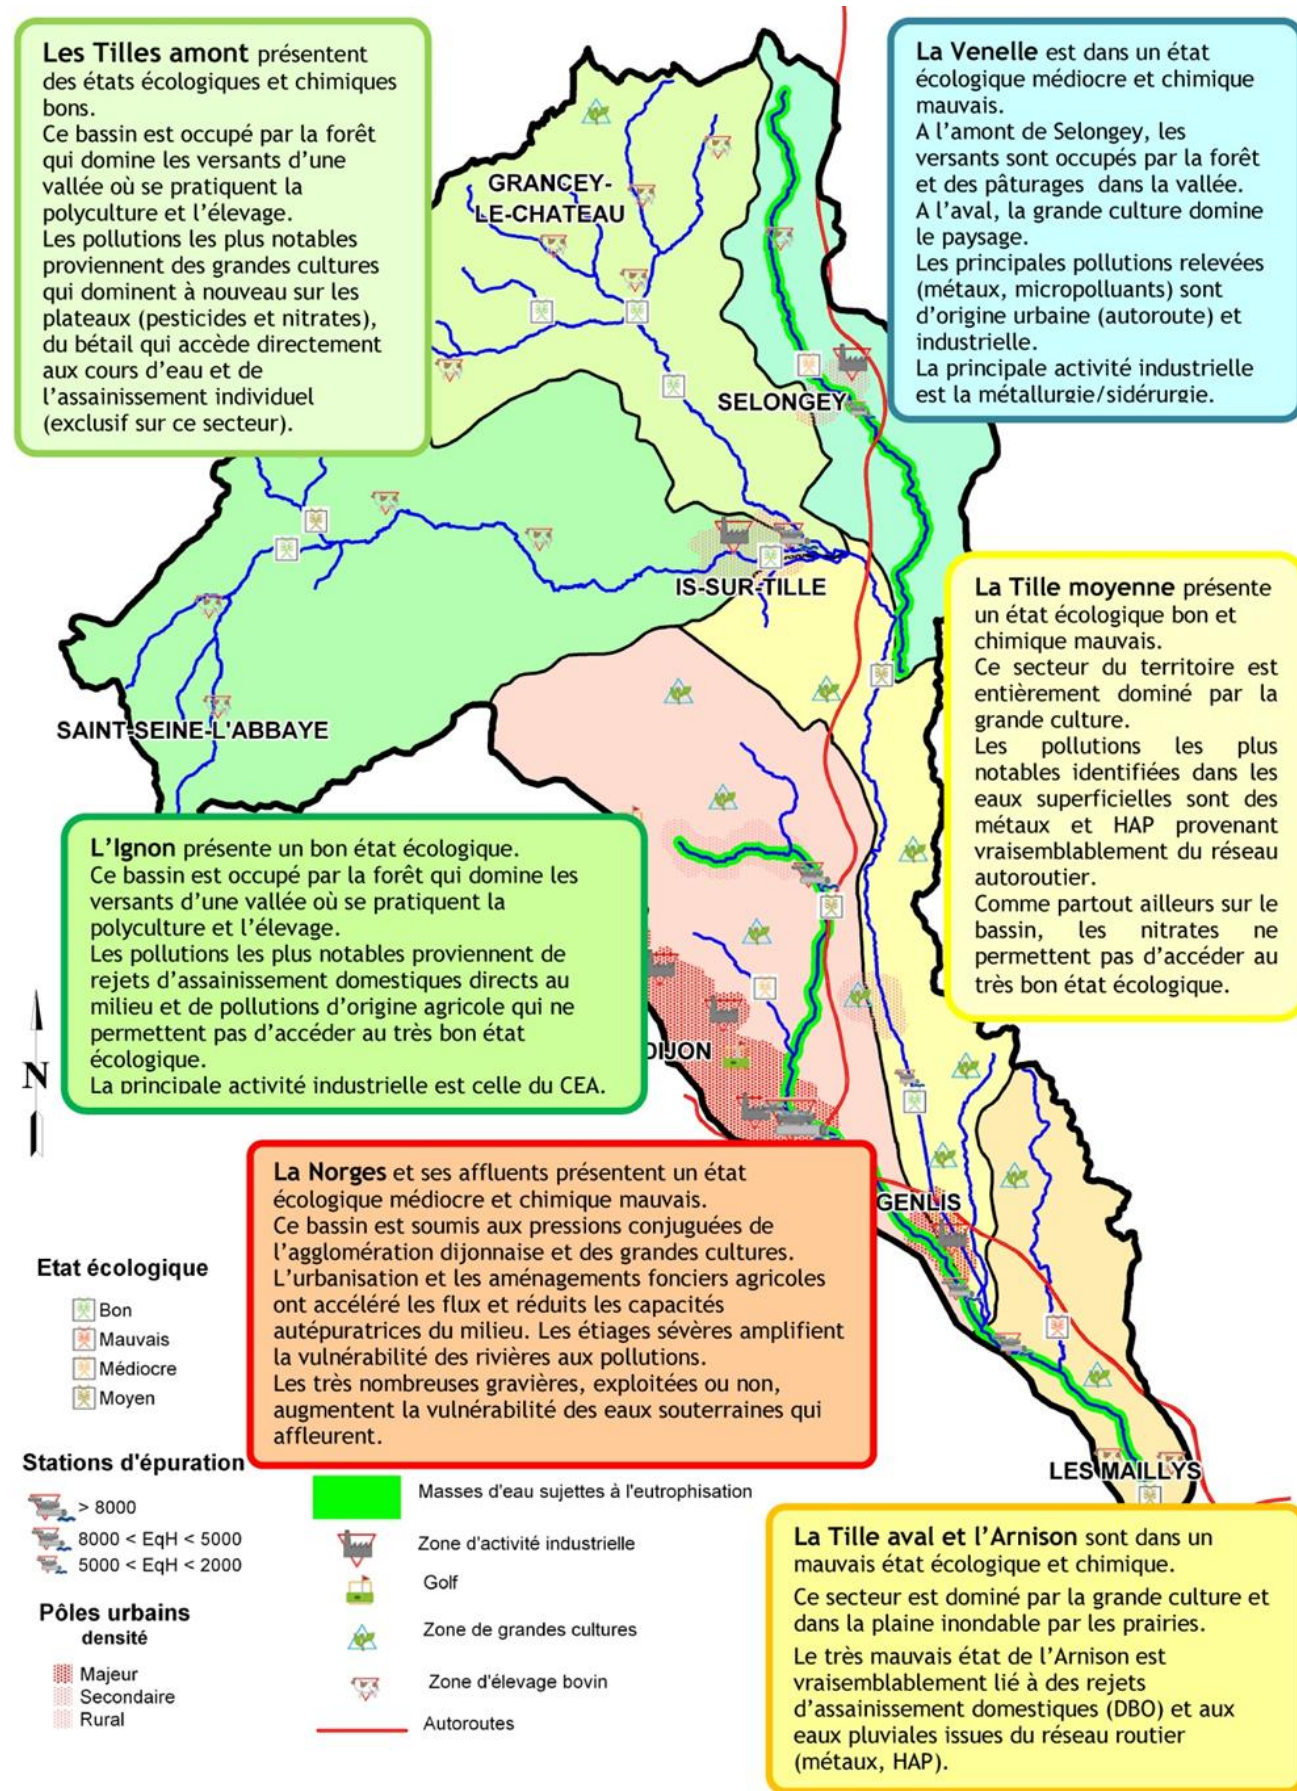 Les Tilles amont présentent
des états écologiques et chimiques
bons.
Ce bassin est occupé par la forêt
qui domine les versants d'une
vallée où se pratiquent la
polyculture et l'élevage.
Les pollutions les plus notables
proviennent des grandes cultures
qui dominent à nouveau sur les
plateaux (pesticides et nitrates),
du bétail qui accède directement
aux cours d'eau et de
l'assainissement individuel
(exclusif sur ce secteur).
La Venelle est dans un état
écologique médiocre et chimique
mauvais.
A l'amont de Selongey, les
versants sont occupés par la forêt
et des pâturages dans la vallée.
A l'aval, la grande culture domine
le paysage.
Les principales pollutions relevées
(métaux, micropolluants) sont
d'origine urbaine (autoroute) et
industrielle.
La principale activité industrielle
est la métallurgie/sidérurgie.
GRANCEY-
LE-CHATEAU
SELONGEY
IS-SUR-TILLE
SAINT-SEINE-L'ABBAYE
La Tille moyenne présente
un état écologique bon et
chimique mauvais.
Ce secteur du territoire est
entièrement dominé par la
grande culture.
Les pollutions les plus
notables identifiées dans les
eaux superficielles sont des
métaux et HAP provenant
vraisemblablement du réseau
autoroutier.
Comme partout ailleurs sur le
bassin, les nitrates ne
permettent pas d'accéder au
très bon état écologique.
L'Ignon présente un bon état écologique.
Ce bassin est occupé par la forêt qui domine les
versants d'une vallée où se pratiquent la
polyculture et l'élevage.
Les pollutions les plus notables proviennent de
rejets d'assainissement domestiques directs au
milieu et de pollutions d'origine agricole qui ne
permettent pas d'accéder au très bon état
écologique.
La principale activité industrielle est celle du CEA.
DIJON
N
La Norges et ses affluents présentent un état
écologique médiocre et chimique mauvais.
Ce bassin est soumis aux pressions conjuguées de
l'agglomération dijonnaise et des grandes cultures.
L'urbanisation et les aménagements fonciers agricoles
ont accéléré les flux et réduits les capacités
autépuratrices du milieu. Les étiages sévères amplifient
la vulnérabilité des rivières aux pollutions.
Les très nombreuses gravières, exploitées ou non,
augmentent la vulnérabilité des eaux souterraines qui
affleurent.
GENLIS
LES MAILLYS
Etat écologique
Bon
Mauvais
Médiocre
Moyen
Stations d'épuration
> 8000
8000 < EqH < 5000
5000 < EqH < 2000
Pôles urbains
densité
Majeur
Secondaire
Rural
Masses d'eau sujettes à l'eutrophisation
Zone d'activité industrielle
Golf
Zone de grandes cultures
Zone d'élevage bovin
Autoroutes
La Tille aval et l'Arnison sont dans un
mauvais état écologique et chimique.
Ce secteur est dominé par la grande culture et
dans la plaine inondable par les prairies.
Le très mauvais état de l'Arnison est
vraisemblablement lié à des rejets
d'assainissement domestiques (DBO) et aux
eaux pluviales issues du réseau routier
(métaux, HAP).